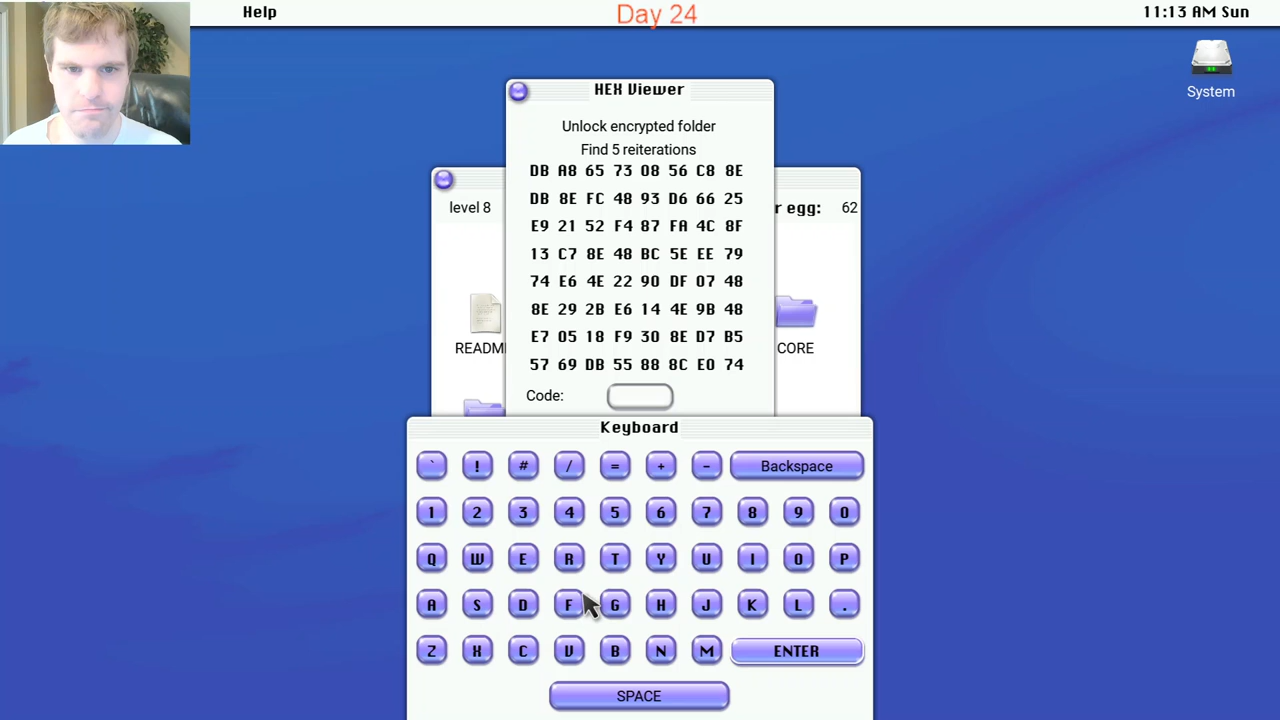 Help
Day 24
11:13 AM Sun
System
HEX Viewer
Unlock encrypted folder
Find 5 reiterations
DB A8 65 73 08 56 C8 8E
DB 8E FC 48 93 D6 66 25
E9 21 52 F4 87 FA 4C 8F
13 C7 8E 48 BC 5E EE 79
74 E6 4E 22 90 DF 07 48
8E 29 2B E6 14 4E 9B 48
E7 05 18 F9 30 8E D7 B5
57 69 DB 55 88 8C E0 74
Code:
level 8
r egg: 62
READM
CORE
Keyboard
` ! # / = + - Backspace
1 2 3 4 5 6 7 8 9 0
Q W E R T Y U I O P
A S D F G H J K L .
Z X C V B N M ENTER
SPACE